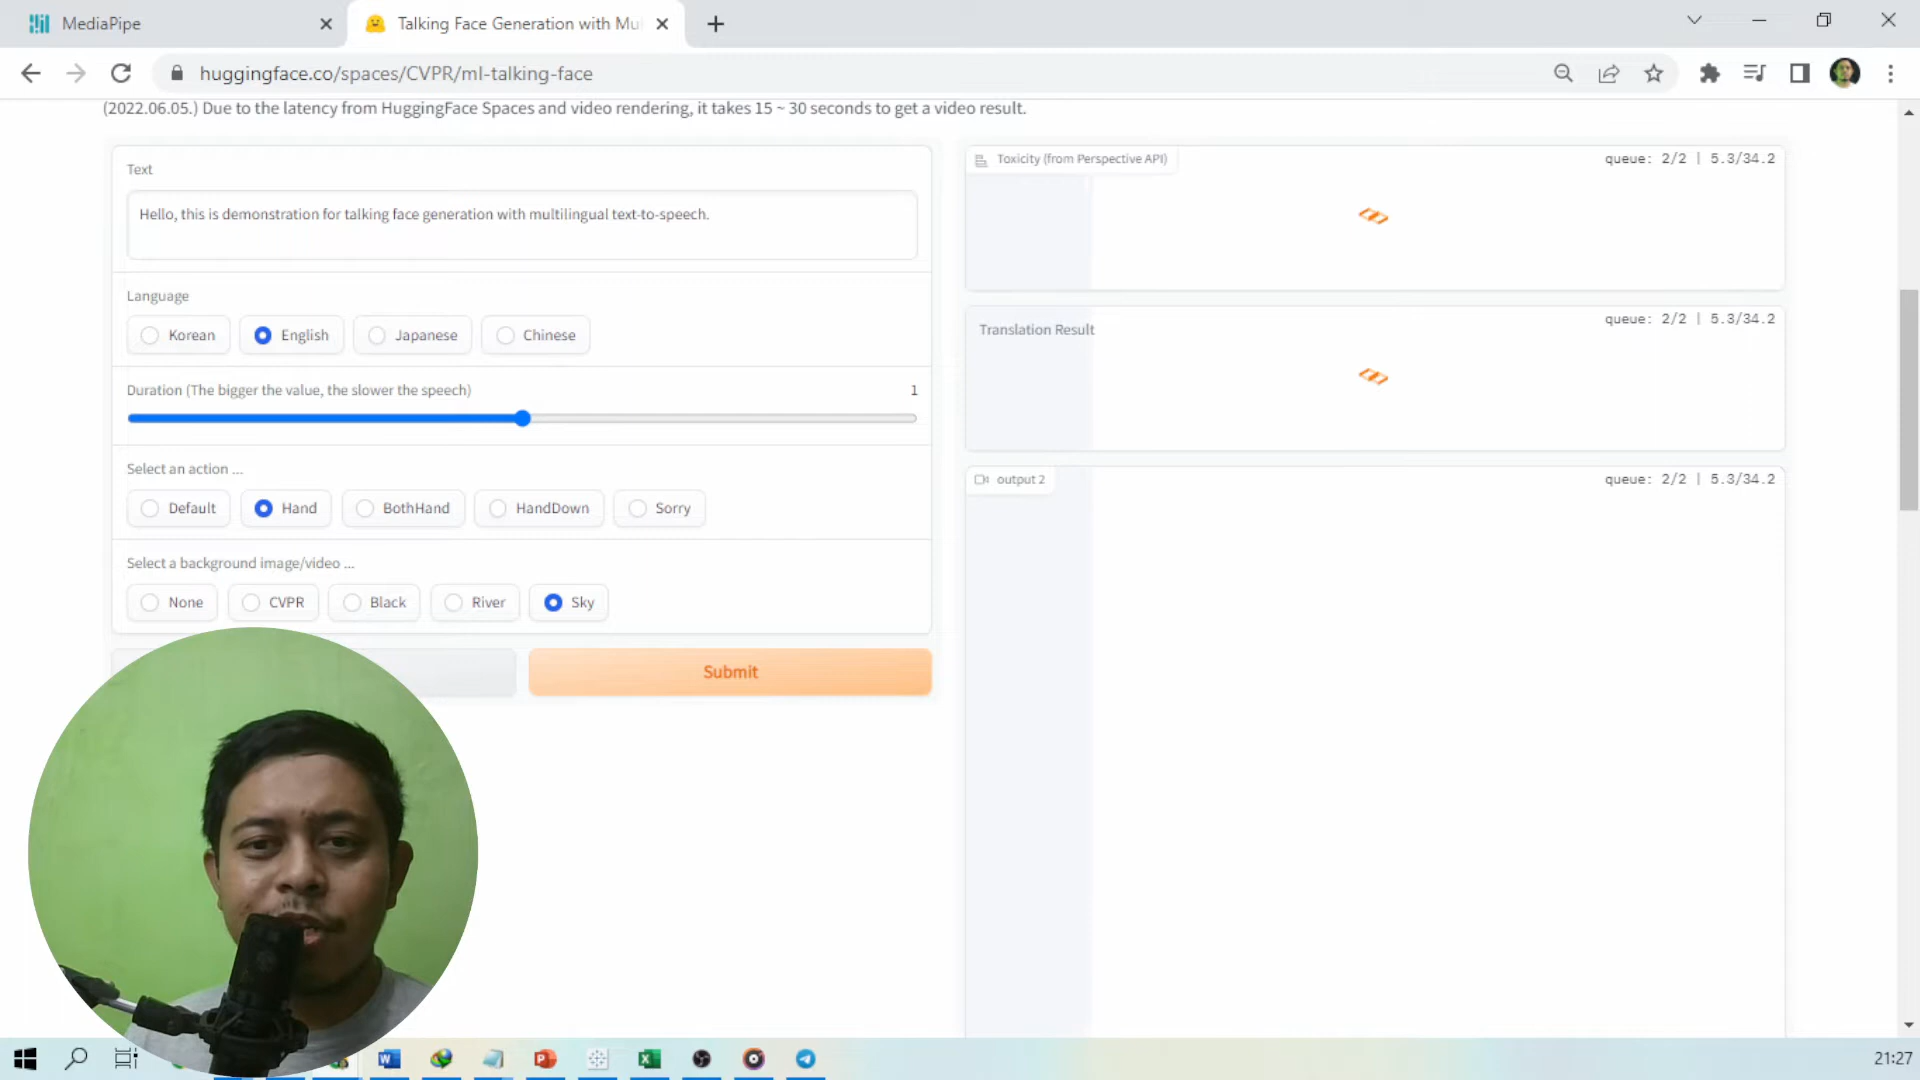 MediaPipe
Talking Face Generation with Mu
huggingface.co/spaces/CVPR/ml-talking-face
(2022.06.05.) Due to the latency from HuggingFace Spaces and video rendering, it takes 15 ~ 30 seconds to get a video result.
Text
Hello, this is demonstration for talking face generation with multilingual text-to-speech.
Language
Korean English Japanese Chinese
Duration (The bigger the value, the slower the speech) 1
Select an action ...
Default Hand BothHand HandDown Sorry
Select a background image/video ...
None CVPR Black River Sky
Submit
Toxicity (from Perspective API) queue: 2/2 | 5.3/34.2
Translation Result queue: 2/2 | 5.3/34.2
output 2 queue: 2/2 | 5.3/34.2
21:27